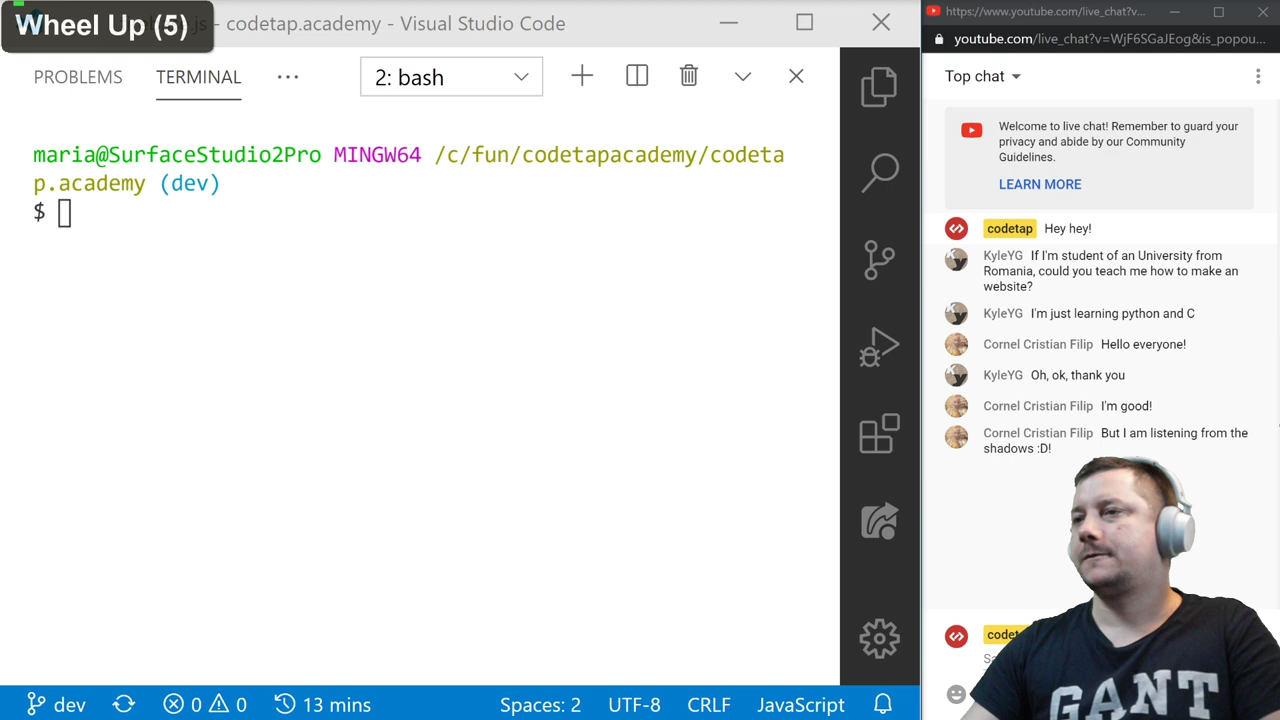 Wheel Up (5)
.js - codetap.academy - Visual Studio Code
PROBLEMS TERMINAL ...
2: bash
maria@SurfaceStudio2Pro MINGW64 /c/fun/codetapacademy/codeta
p.academy (dev)
$
dev 0 0 13 mins Spaces: 2 UTF-8 CRLF JavaScript
https://www.youtube.com/live_chat?v...
youtube.com/live_chat?v=WjF6SGaJEog&is_popou...
Top chat
Welcome to live chat! Remember to guard your
privacy and abide by our Community
Guidelines.
LEARN MORE
codetap Hey hey!
KyleYG If I'm student of an University from
Romania, could you teach me how to make an
website?
KyleYG I'm just learning python and C
Cornel Cristian Filip Hello everyone!
KyleYG Oh, ok, thank you
Cornel Cristian Filip I'm good!
Cornel Cristian Filip But I am listening from the
shadows :D!
codet
GANT